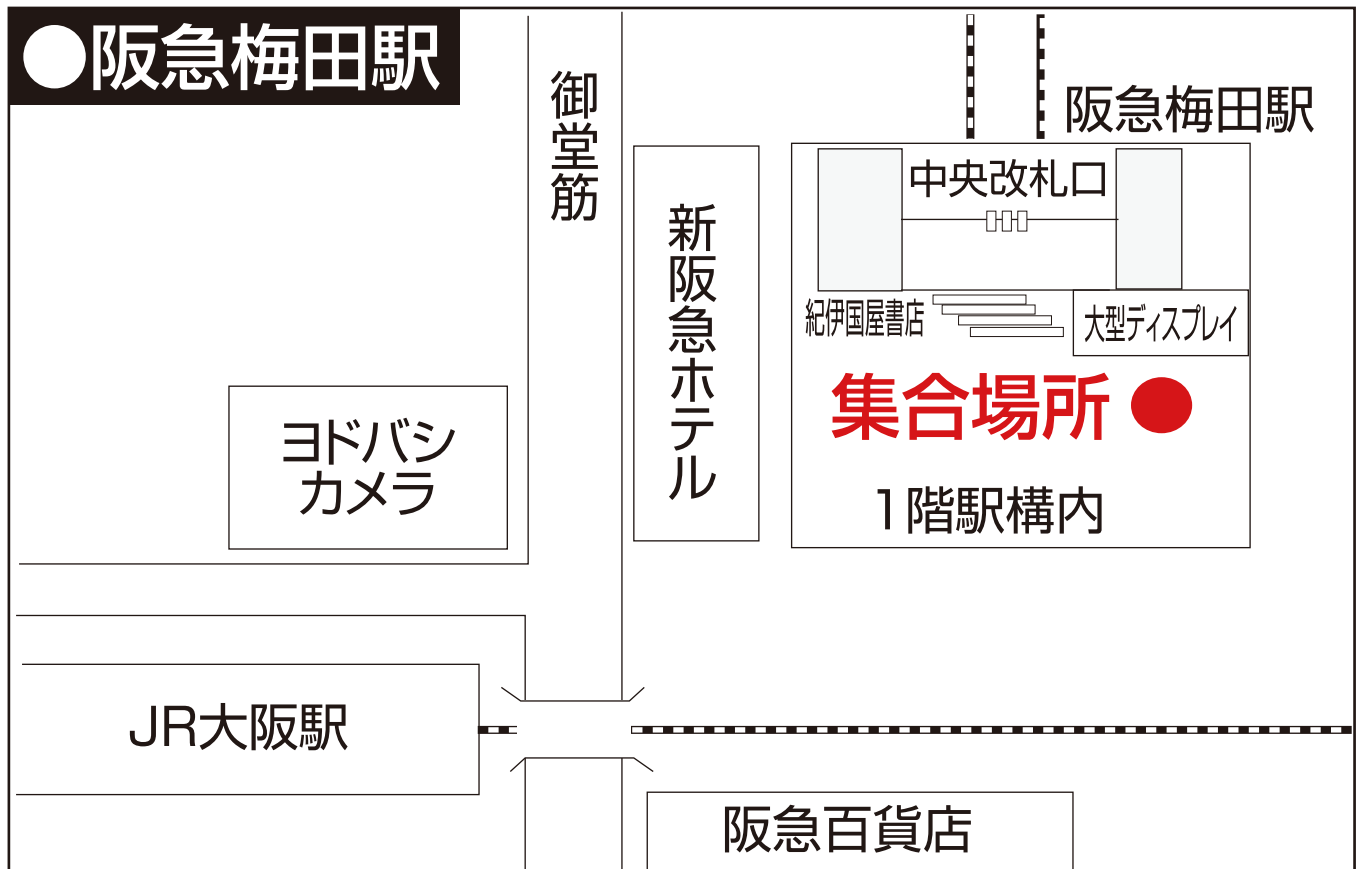 ●阪急梅田駅
御堂筋
阪急梅田駅
中央改札口
新阪急ホテル
紀伊国屋書店
大型ディスプレイ
集合場所 ●
ヨドバシ
カメラ
1階駅構内
JR大阪駅
阪急百貨店